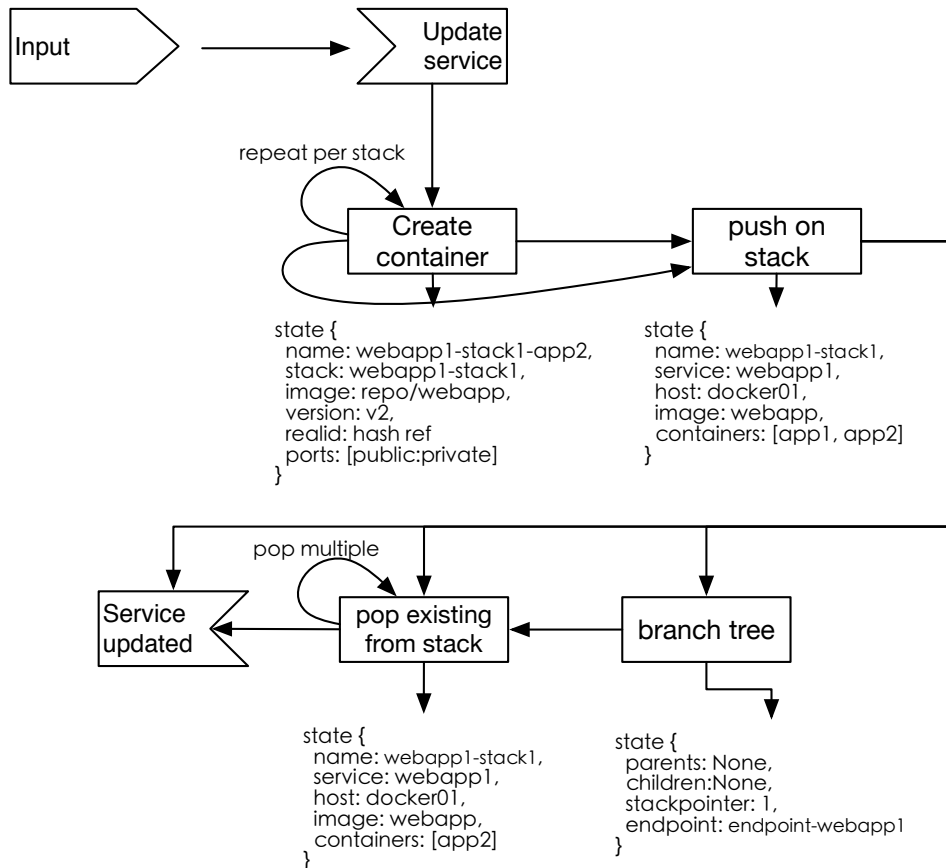 Input
Update
service
repeat per stack
Create
container
push on
stack
state {
name: webapp1-stack1-app2,
stack: webapp1-stack1,
image: repo/webapp,
version: v2,
realid: hash ref
ports: [public:private]
}
state {
name: webapp1-stack1,
service: webapp1,
host: docker01,
image: webapp,
containers: [app1, app2]
}
pop multiple
Service
updated
pop existing
from stack
branch tree
state {
name: webapp1-stack1,
service: webapp1,
host: docker01,
image: webapp,
containers: [app2]
}
state {
parents: None,
children:None,
stackpointer: 1,
endpoint: endpoint-webapp1
}